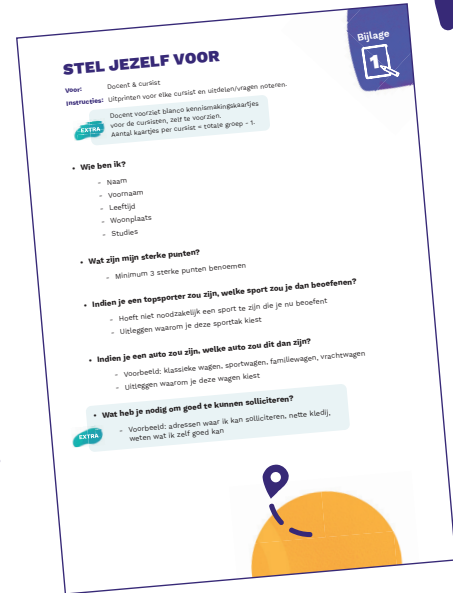 Bijlage
1
STEL JEZELF VOOR
Voor: Docent & cursist
Instructies: Uitprinten voor elke cursist en uitdelen/vragen noteren.
EXTRA
Docent voorziet blanco kennismakingskaartjes
voor de cursisten, zelf te voorzien.
Aantal kaartjes per cursist = totale groep - 1.
• Wie ben ik?
- Naam
- Voornaam
- Leeftijd
- Woonplaats
- Studies
• Wat zijn mijn sterke punten?
- Minimum 3 sterke punten benoemen
• Indien je een topsporter zou zijn, welke sport zou je dan beoefenen?
- Hoeft niet noodzakelijk een sport te zijn die je nu beoefent
- Uitleggen waarom je deze sporttak kiest
• Indien je een auto zou zijn, welke auto zou dit dan zijn?
- Voorbeeld: klassieke wagen, sportwagen, familiewagen, vrachtwagen
- Uitleggen waarom je deze wagen kiest
• Wat heb je nodig om goed te kunnen solliciteren?
EXTRA
- Voorbeeld: adressen waar ik kan solliciteren, nette kledij,
weten wat ik zelf goed kan